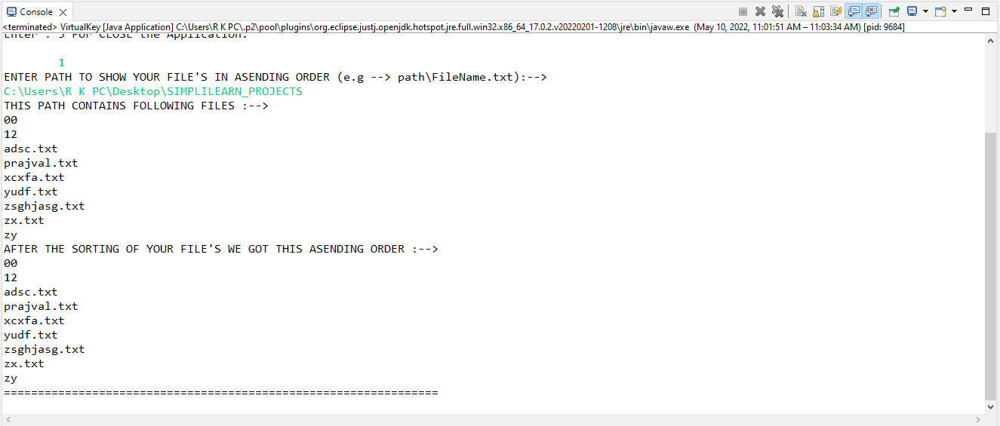 Console
<terminated> VirtualKey [Java Application] C:\Users\R K PC\.p2\pool\plugins\org.eclipse.justj.openjdk.hotspot.jre.full.win32.x86_64_17.0.2.v20220201-1208\jre\bin\javaw.exe (May 10, 2022, 11:01:51 AM – 11:03:34 AM) [pid: 9684]
Enter : 5 For CLOSE the Application.
1
ENTER PATH TO SHOW YOUR FILE'S IN ASENDING ORDER (e.g --> path\FileName.txt):-->
C:\Users\R K PC\Desktop\SIMPLILEARN_PROJECTS
THIS PATH CONTAINS FOLLOWING FILES :-->
00
12
adsc.txt
prajval.txt
xcxfa.txt
yudf.txt
zsghjasg.txt
zx.txt
zy
AFTER THE SORTING OF YOUR FILE'S WE GOT THIS ASENDING ORDER :-->
00
12
adsc.txt
prajval.txt
xcxfa.txt
yudf.txt
zsghjasg.txt
zx.txt
zy
================================================================